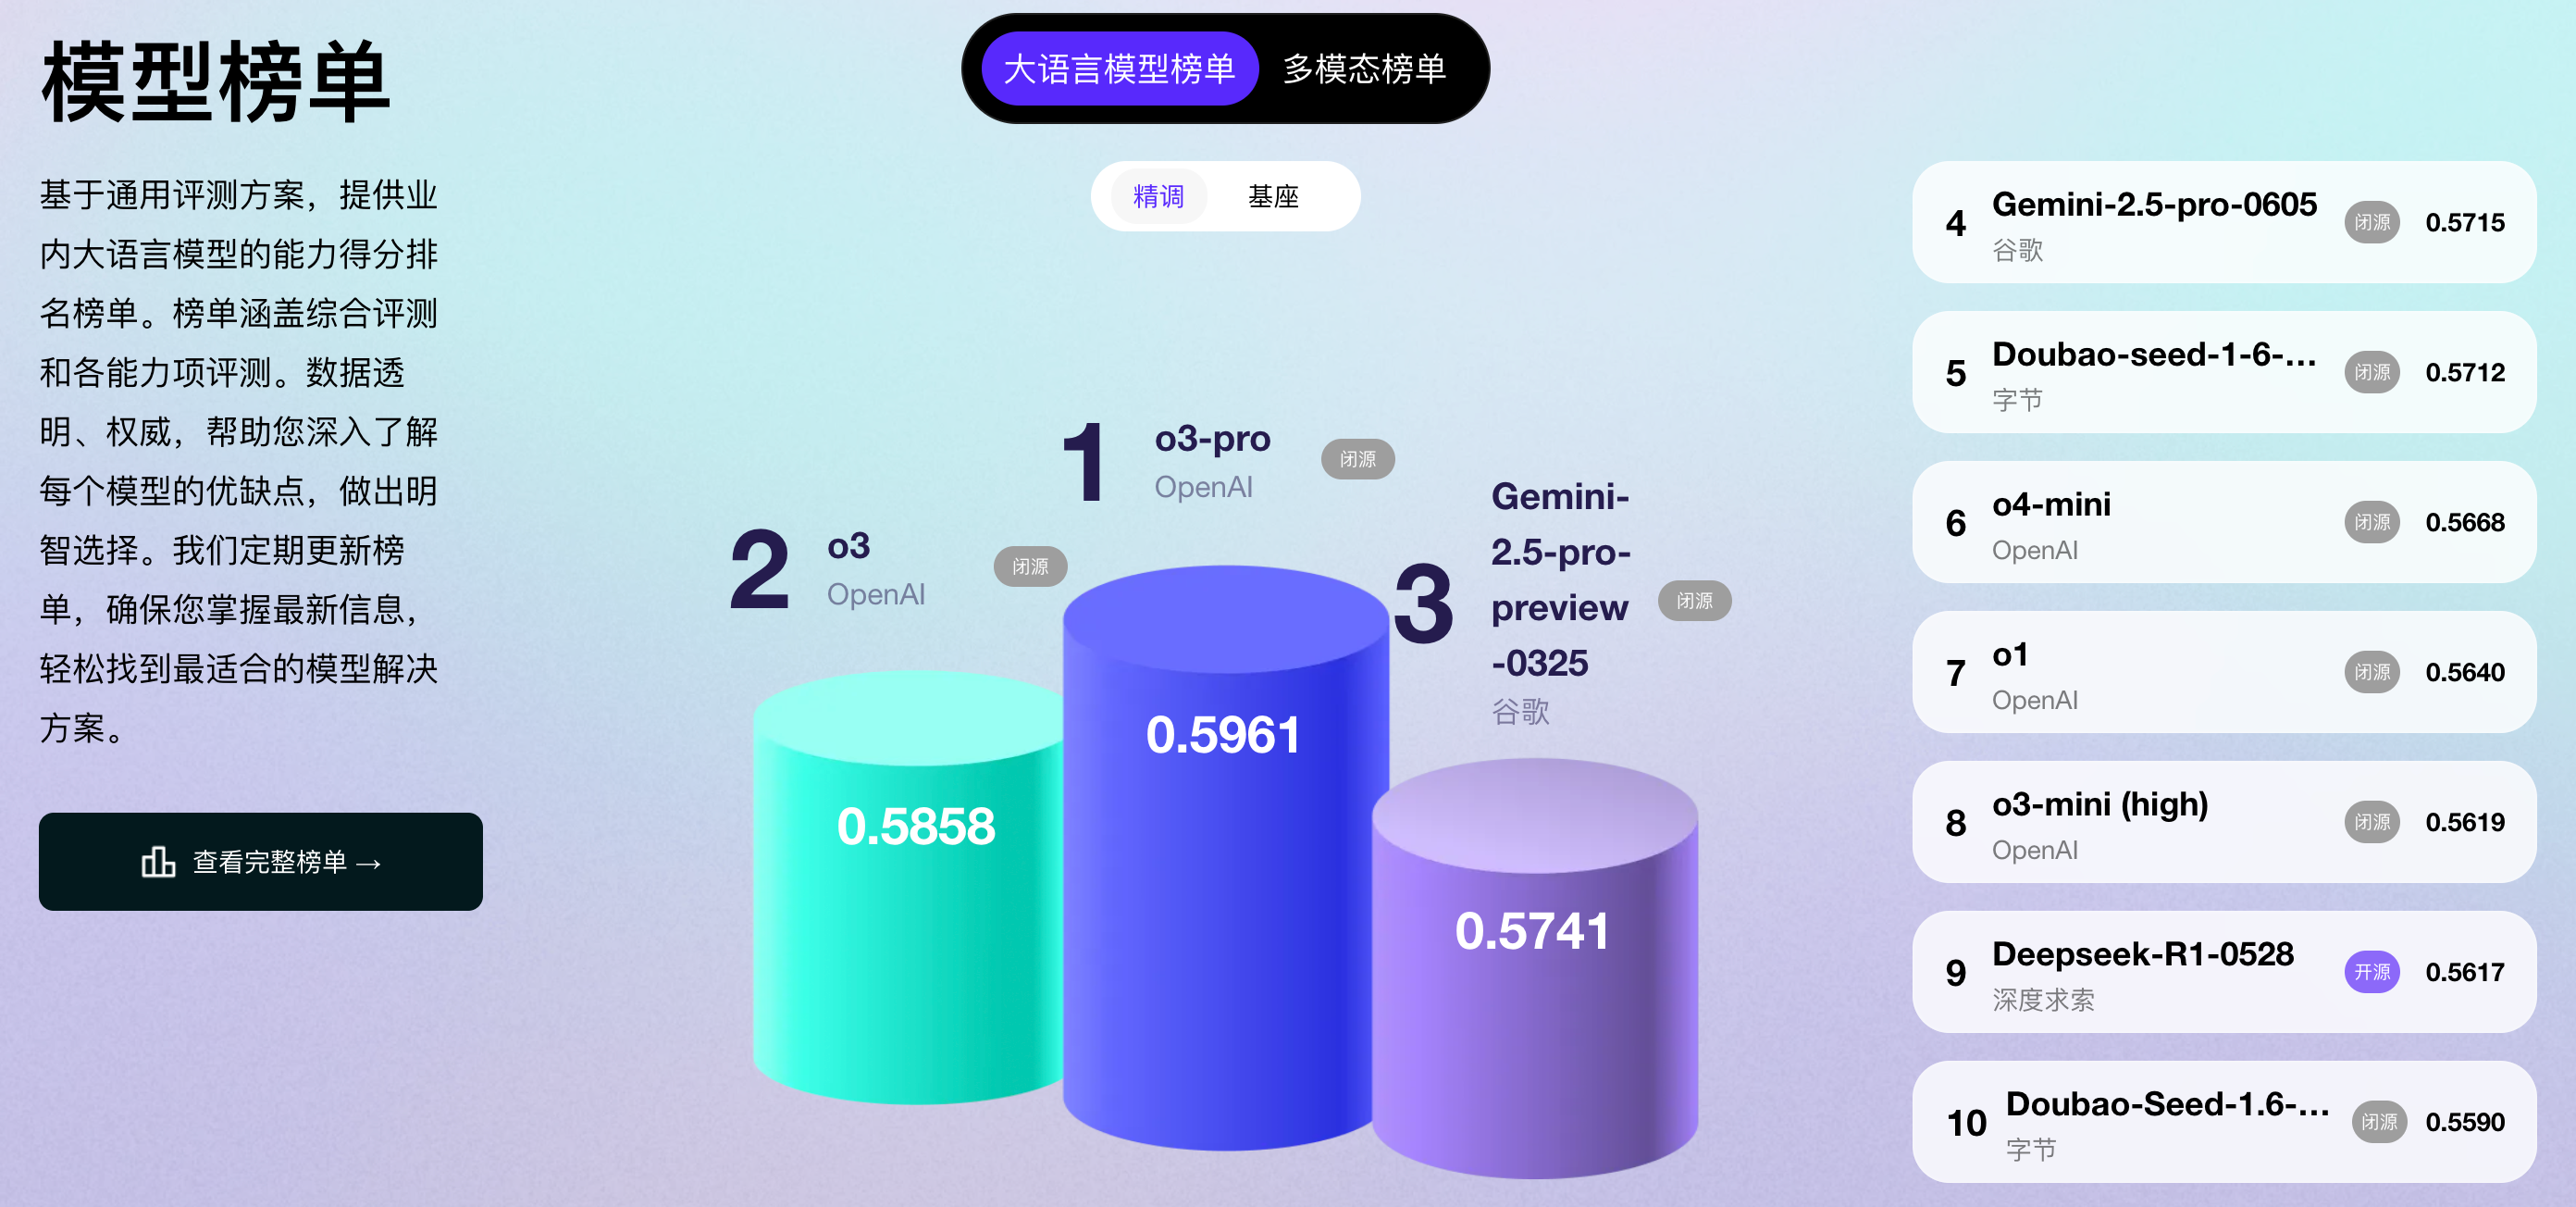 模型榜单
基于通用评测方案，提供业
内大语言模型的能力得分排
名榜单。榜单涵盖综合评测
和各能力项评测。数据透
明、权威，帮助您深入了解
每个模型的优缺点，做出明
智选择。我们定期更新榜
单，确保您掌握最新信息，
轻松找到最适合的模型解决
方案。
查看完整榜单→
大语言模型榜单 多模态榜单
精调 基座
1 o3-pro 闭源
OpenAI
0.5961
2 o3 闭源
OpenAI
0.5858
3
Gemini-
2.5-pro-
preview
-0325
闭源
谷歌
0.5741
4 Gemini-2.5-pro-0605 闭源 0.5715
谷歌
5 Doubao-seed-1-6-... 闭源 0.5712
字节
6 o4-mini 闭源 0.5668
OpenAI
7 o1 闭源 0.5640
OpenAI
8 o3-mini (high) 闭源 0.5619
OpenAI
9 Deepseek-R1-0528 开源 0.5617
深度求索
10 Doubao-Seed-1.6-... 闭源 0.5590
字节